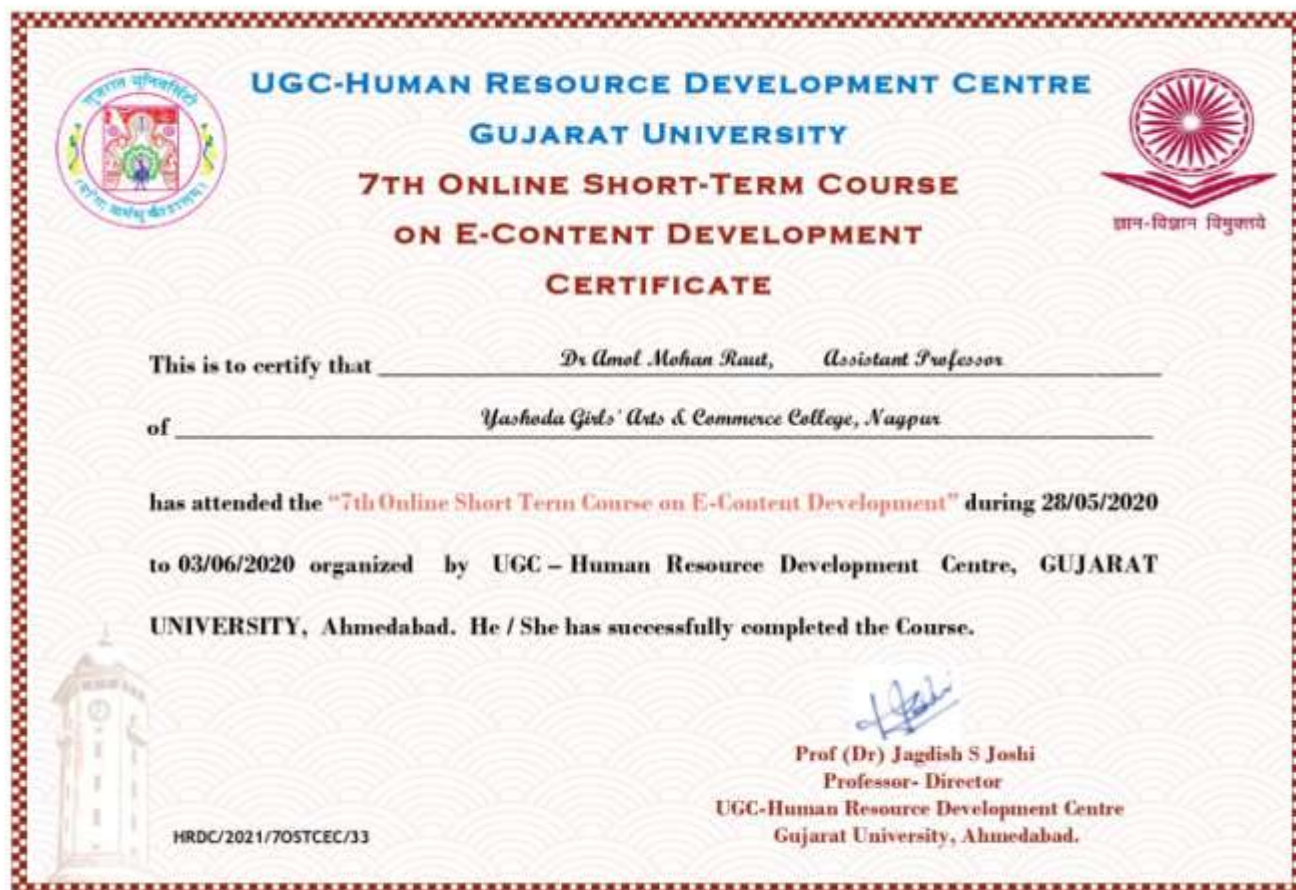 UGC-HUMAN RESOURCE DEVELOPMENT CENTRE
GUJARAT UNIVERSITY
7TH ONLINE SHORT-TERM COURSE
ON E-CONTENT DEVELOPMENT
CERTIFICATE
ज्ञान-विज्ञान विमुक्तये
This is to certify that Dr Amol Mohan Raut, Assistant Professor
of Yashoda Girls' Arts & Commerce College, Nagpur
has attended the “7th Online Short Term Course on E-Content Development” during 28/05/2020
to 03/06/2020 organized by UGC – Human Resource Development Centre, GUJARAT
UNIVERSITY, Ahmedabad. He / She has successfully completed the Course.
Prof (Dr) Jagdish S Joshi
Professor- Director
UGC-Human Resource Development Centre
Gujarat University, Ahmedabad.
HRDC/2021/7OSTCEC/33